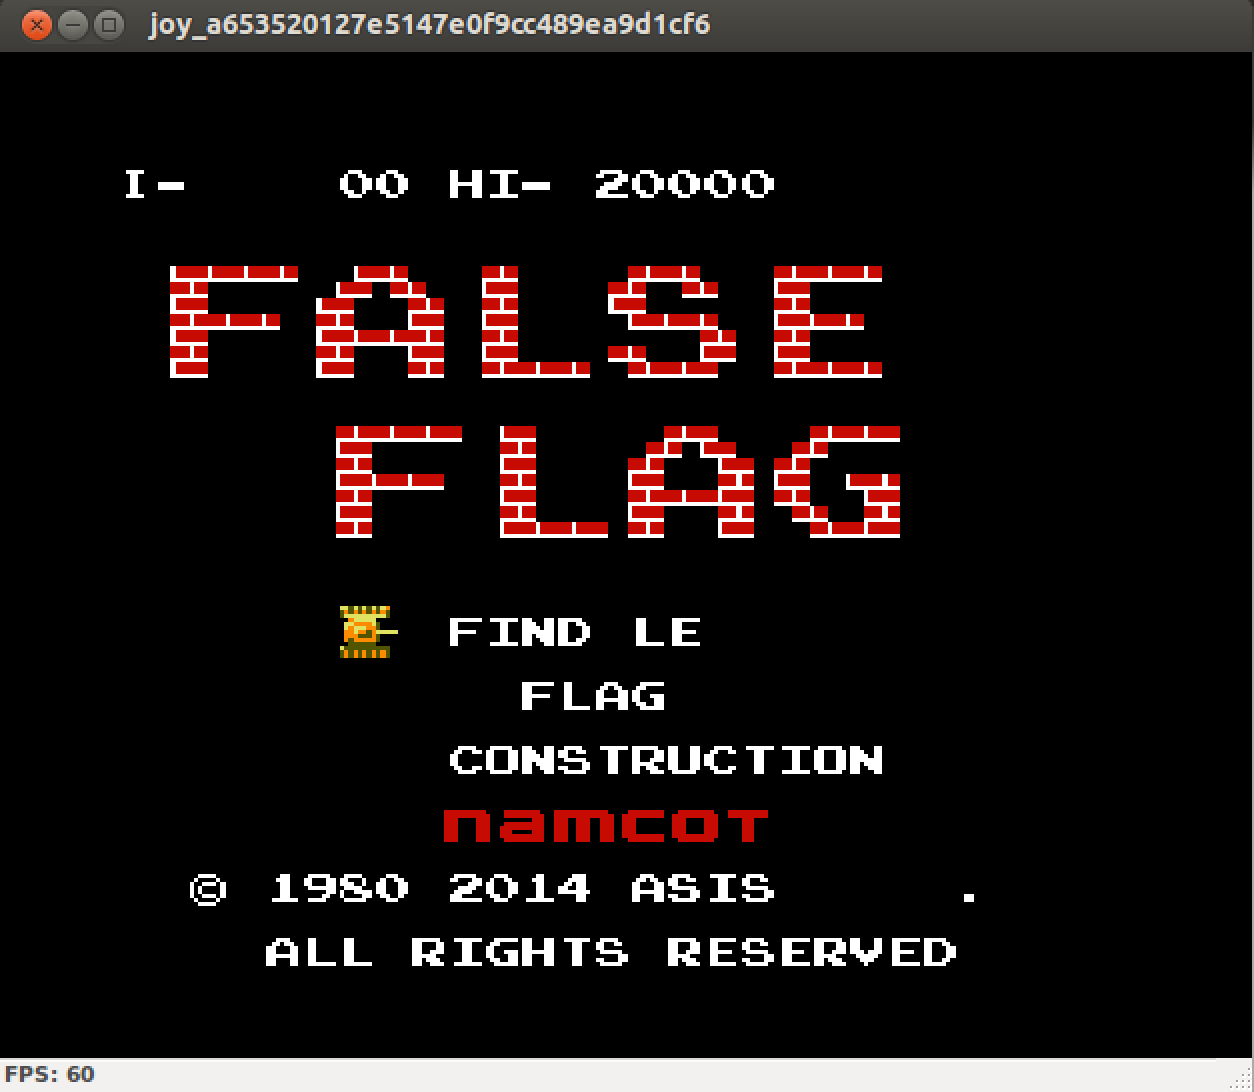 joy_a653520127e5147e0f9cc489ea9d1cf6
I- 00 HI- 20000
FALSE
FLAG
FIND LE
FLAG
CONSTRUCTION
namcot
© 1980 2014 ASIS .
ALL RIGHTS RESERVED
FPS: 60